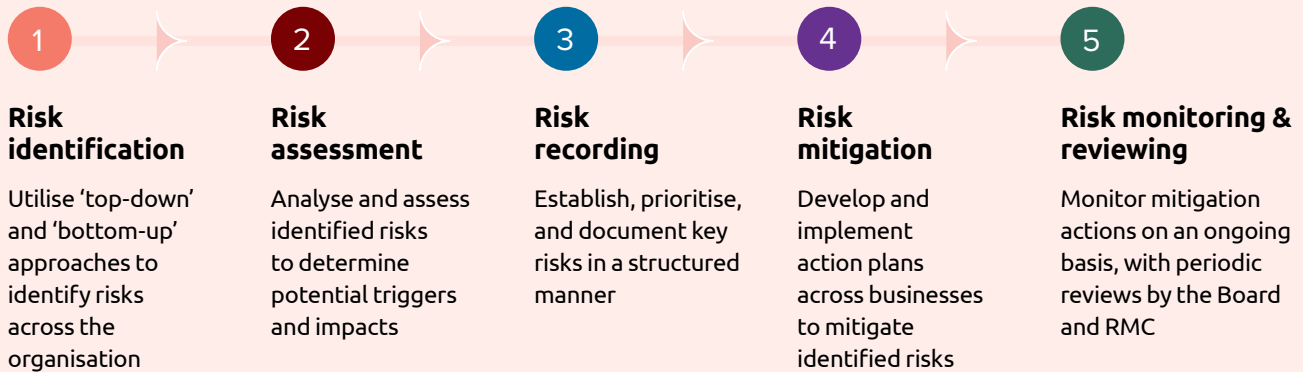 1
Risk
identification
Utilise ‘top-down’
and ‘bottom-up’
approaches to
identify risks
across the
organisation
2
Risk
assessment
Analyse and assess
identified risks
to determine
potential triggers
and impacts
3
Risk
recording
Establish, prioritise,
and document key
risks in a structured
manner
4
Risk
mitigation
Develop and
implement
action plans
across businesses
to mitigate
identified risks
5
Risk monitoring &
reviewing
Monitor mitigation
actions on an ongoing
basis, with periodic
reviews by the Board
and RMC